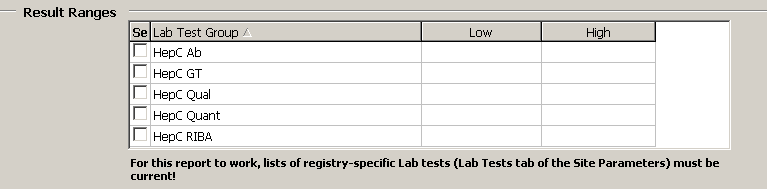 Result Ranges
Se Lab Test Group Low High
HepC Ab
HepC GT
HepC Qual
HepC Quant
HepC RIBA
For this report to work, lists of registry-specific Lab tests (Lab Tests tab of the Site Parameters) must be
current!